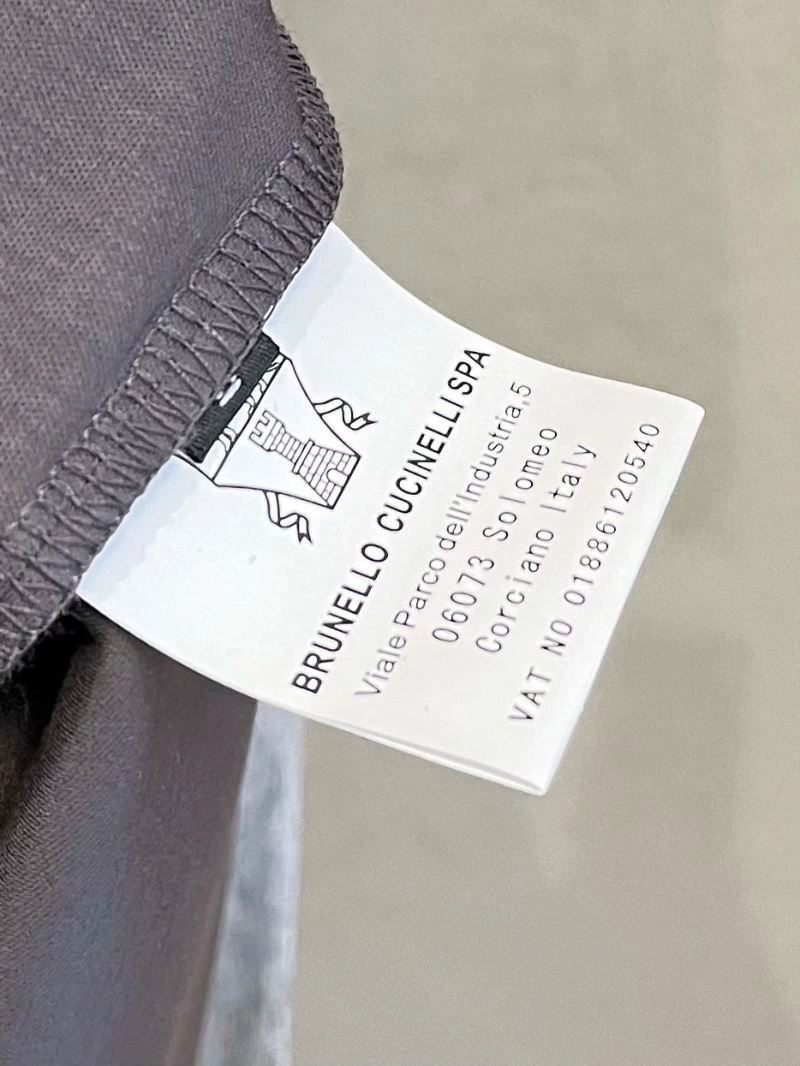 BRUNELLO CUCINELLI SPA
Viale Parco dell'Industria,5
06073 Solomeo
Corciano Italy
VAT NO 01886120540